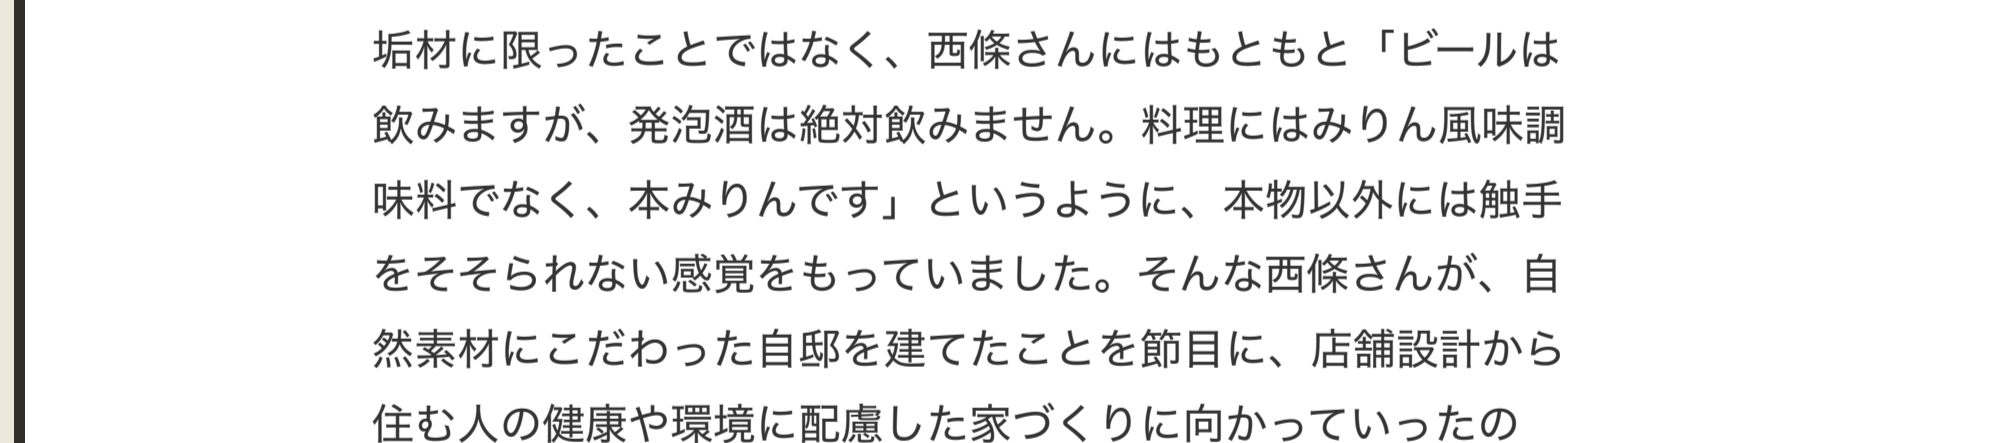 垢材に限ったことではなく、西條さんにはもともと「ビールは
飲みますが、発泡酒は絶対飲みません。料理にはみりん風味調
味料でなく、本みりんです」というように、本物以外には触手
をそそられない感覚をもっていました。そんな西條さんが、自
然素材にこだわった自邸を建てたことを節目に、店舗設計から
住む人の健康や環境に配慮した家づくりに向かっていったの